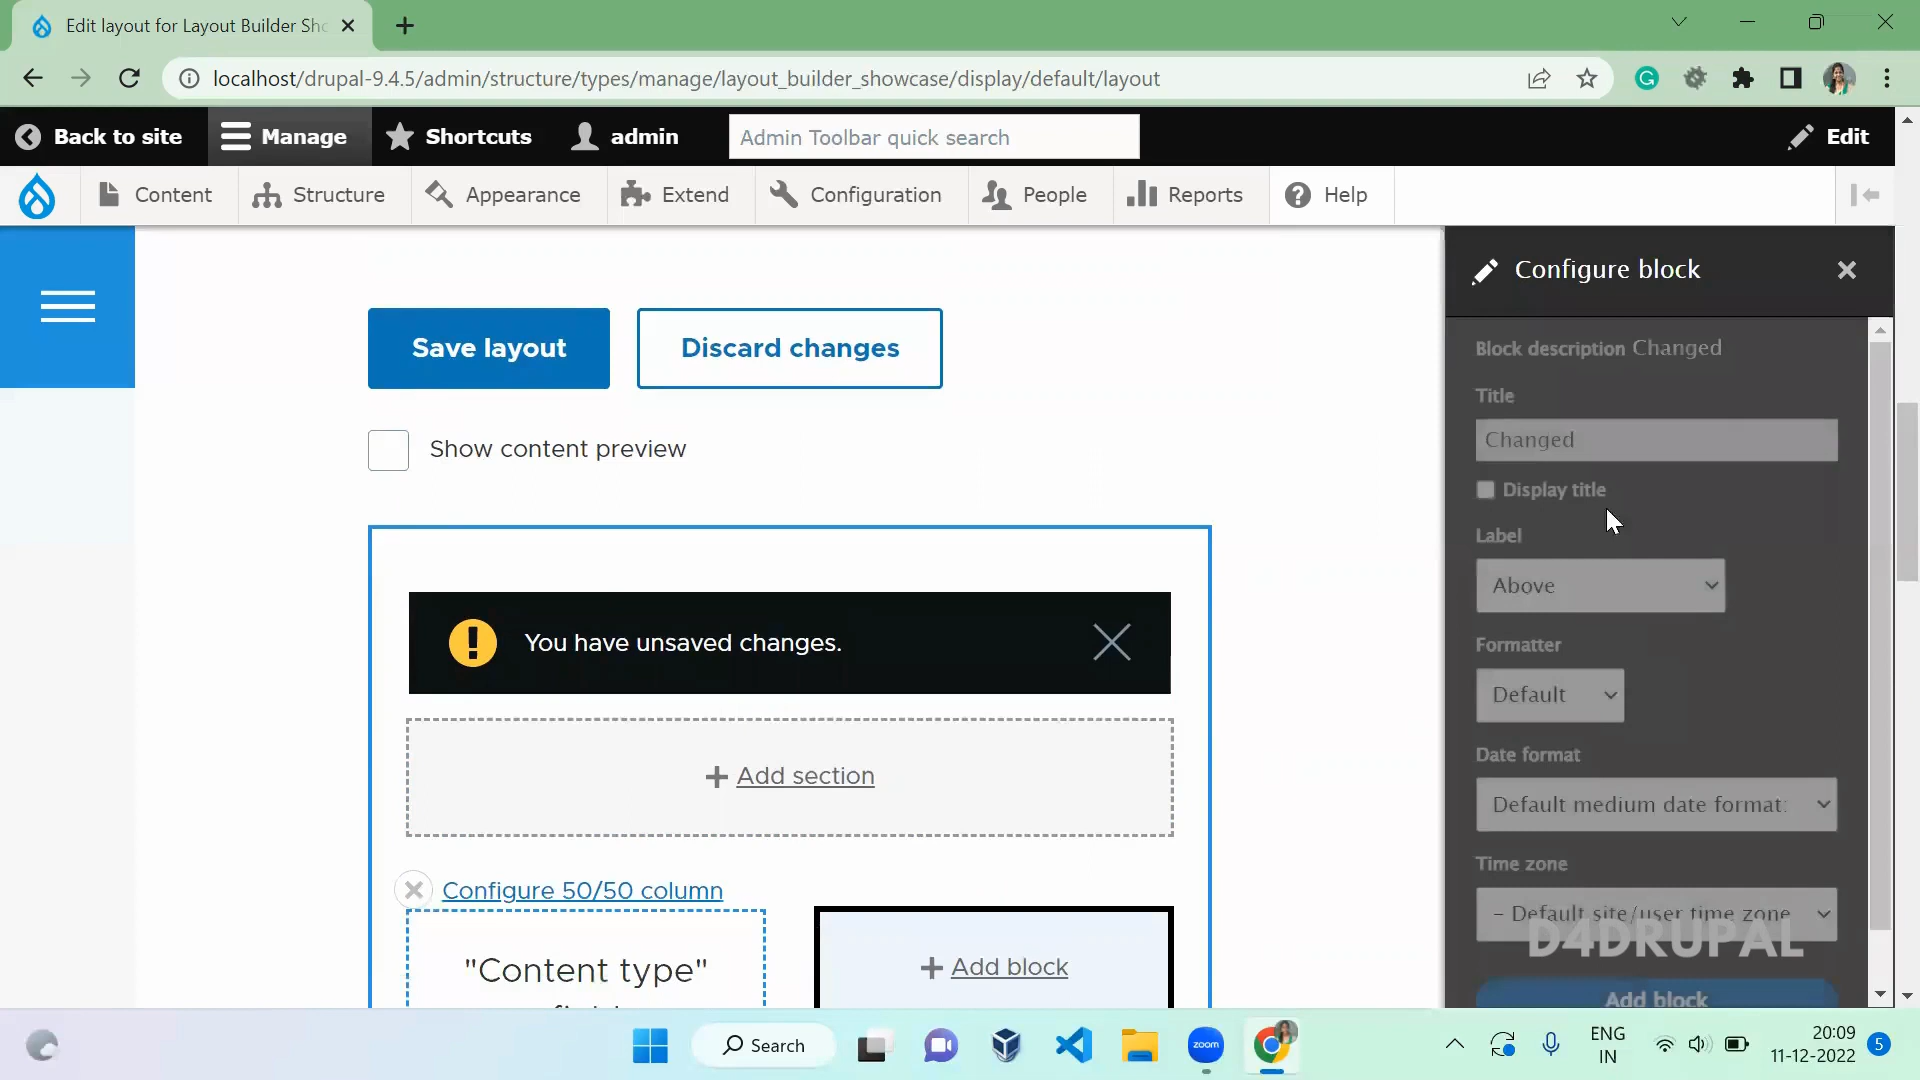 Edit layout for Layout Builder Sho
localhost/drupal-9.4.5/admin/structure/types/manage/layout_builder_showcase/display/default/layout
Back to site
Manage
Shortcuts
admin
Admin Toolbar quick search
Edit
Content
Structure
Appearance
Extend
Configuration
People
Reports
Help
Save layout
Discard changes
Show content preview
You have unsaved changes.
+ Add section
Configure 50/50 column
"Content type"
+ Add block
Configure block
Block description Changed
Title
Changed
Display title
Label
Above
Formatter
Default
Date format
Default medium date format:
Time zone
- Default site/user time zone
D4DRUPAL
Add block
Search
zoom
ENG
IN
20:09
11-12-2022
5